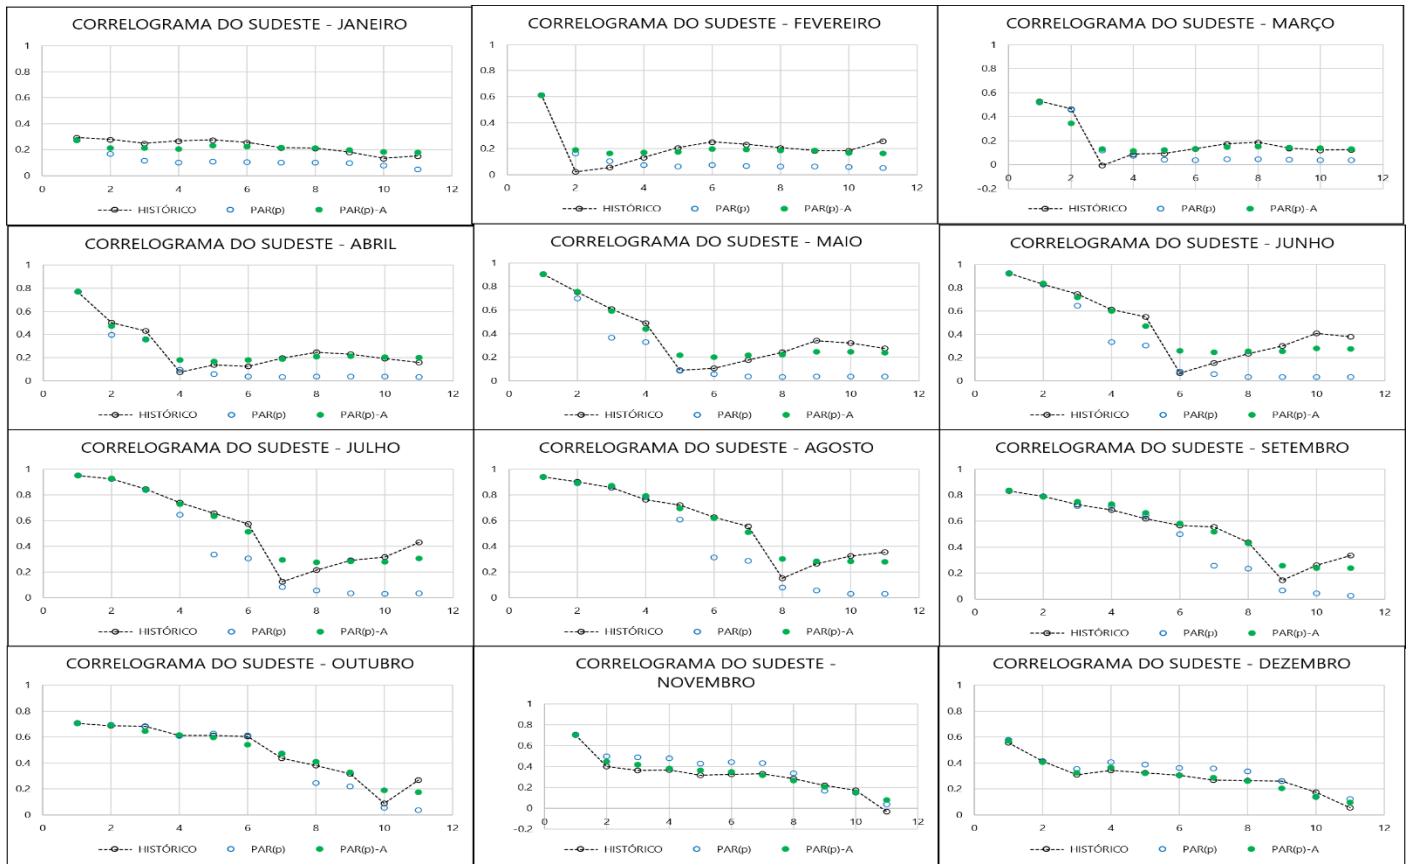 CORRELOGRAMA DO SUDESTE - JANEIRO
1
0.8
0.6
0.4
0.2
0
0 2 4 6 8 10 12
HISTÓRICO PAR(p) PAR(p)-A
CORRELOGRAMA DO SUDESTE - FEVEREIRO
1
0.8
0.6
0.4
0.2
0
0 2 4 6 8 10 12
HISTÓRICO PAR(p) PAR(p)-A
CORRELOGRAMA DO SUDESTE - MARÇO
1
0.8
0.6
0.4
0.2
0
-0.2
0 2 4 6 8 10 12
HISTÓRICO PAR(p) PAR(p)-A
CORRELOGRAMA DO SUDESTE - ABRIL
1
0.8
0.6
0.4
0.2
0
0 2 4 6 8 10 12
HISTÓRICO PAR(p) PAR(p)-A
CORRELOGRAMA DO SUDESTE - MAIO
1
0.8
0.6
0.4
0.2
0
0 2 4 6 8 10 12
HISTÓRICO PAR(p) PAR(p)-A
CORRELOGRAMA DO SUDESTE - JUNHO
1
0.8
0.6
0.4
0.2
0
0 2 4 6 8 10 12
HISTÓRICO PAR(p) PAR(p)-A
CORRELOGRAMA DO SUDESTE - JULHO
1
0.8
0.6
0.4
0.2
0
0 2 4 6 8 10 12
HISTÓRICO PAR(p) PAR(p)-A
CORRELOGRAMA DO SUDESTE - AGOSTO
1
0.8
0.6
0.4
0.2
0
0 2 4 6 8 10 12
HISTÓRICO PAR(p) PAR(p)-A
CORRELOGRAMA DO SUDESTE - SETEMBRO
1
0.8
0.6
0.4
0.2
0
0 2 4 6 8 10 12
HISTÓRICO PAR(p) PAR(p)-A
CORRELOGRAMA DO SUDESTE - OUTUBRO
1
0.8
0.6
0.4
0.2
0
0 2 4 6 8 10 12
HISTÓRICO PAR(p) PAR(p)-A
CORRELOGRAMA DO SUDESTE -
NOVEMBRO
1
0.8
0.6
0.4
0.2
0
-0.2
0 2 4 6 8 10 12
HISTÓRICO PAR(p) PAR(p)-A
CORRELOGRAMA DO SUDESTE - DEZEMBRO
1
0.8
0.6
0.4
0.2
0
0 2 4 6 8 10 12
HISTÓRICO PAR(p) PAR(p)-A